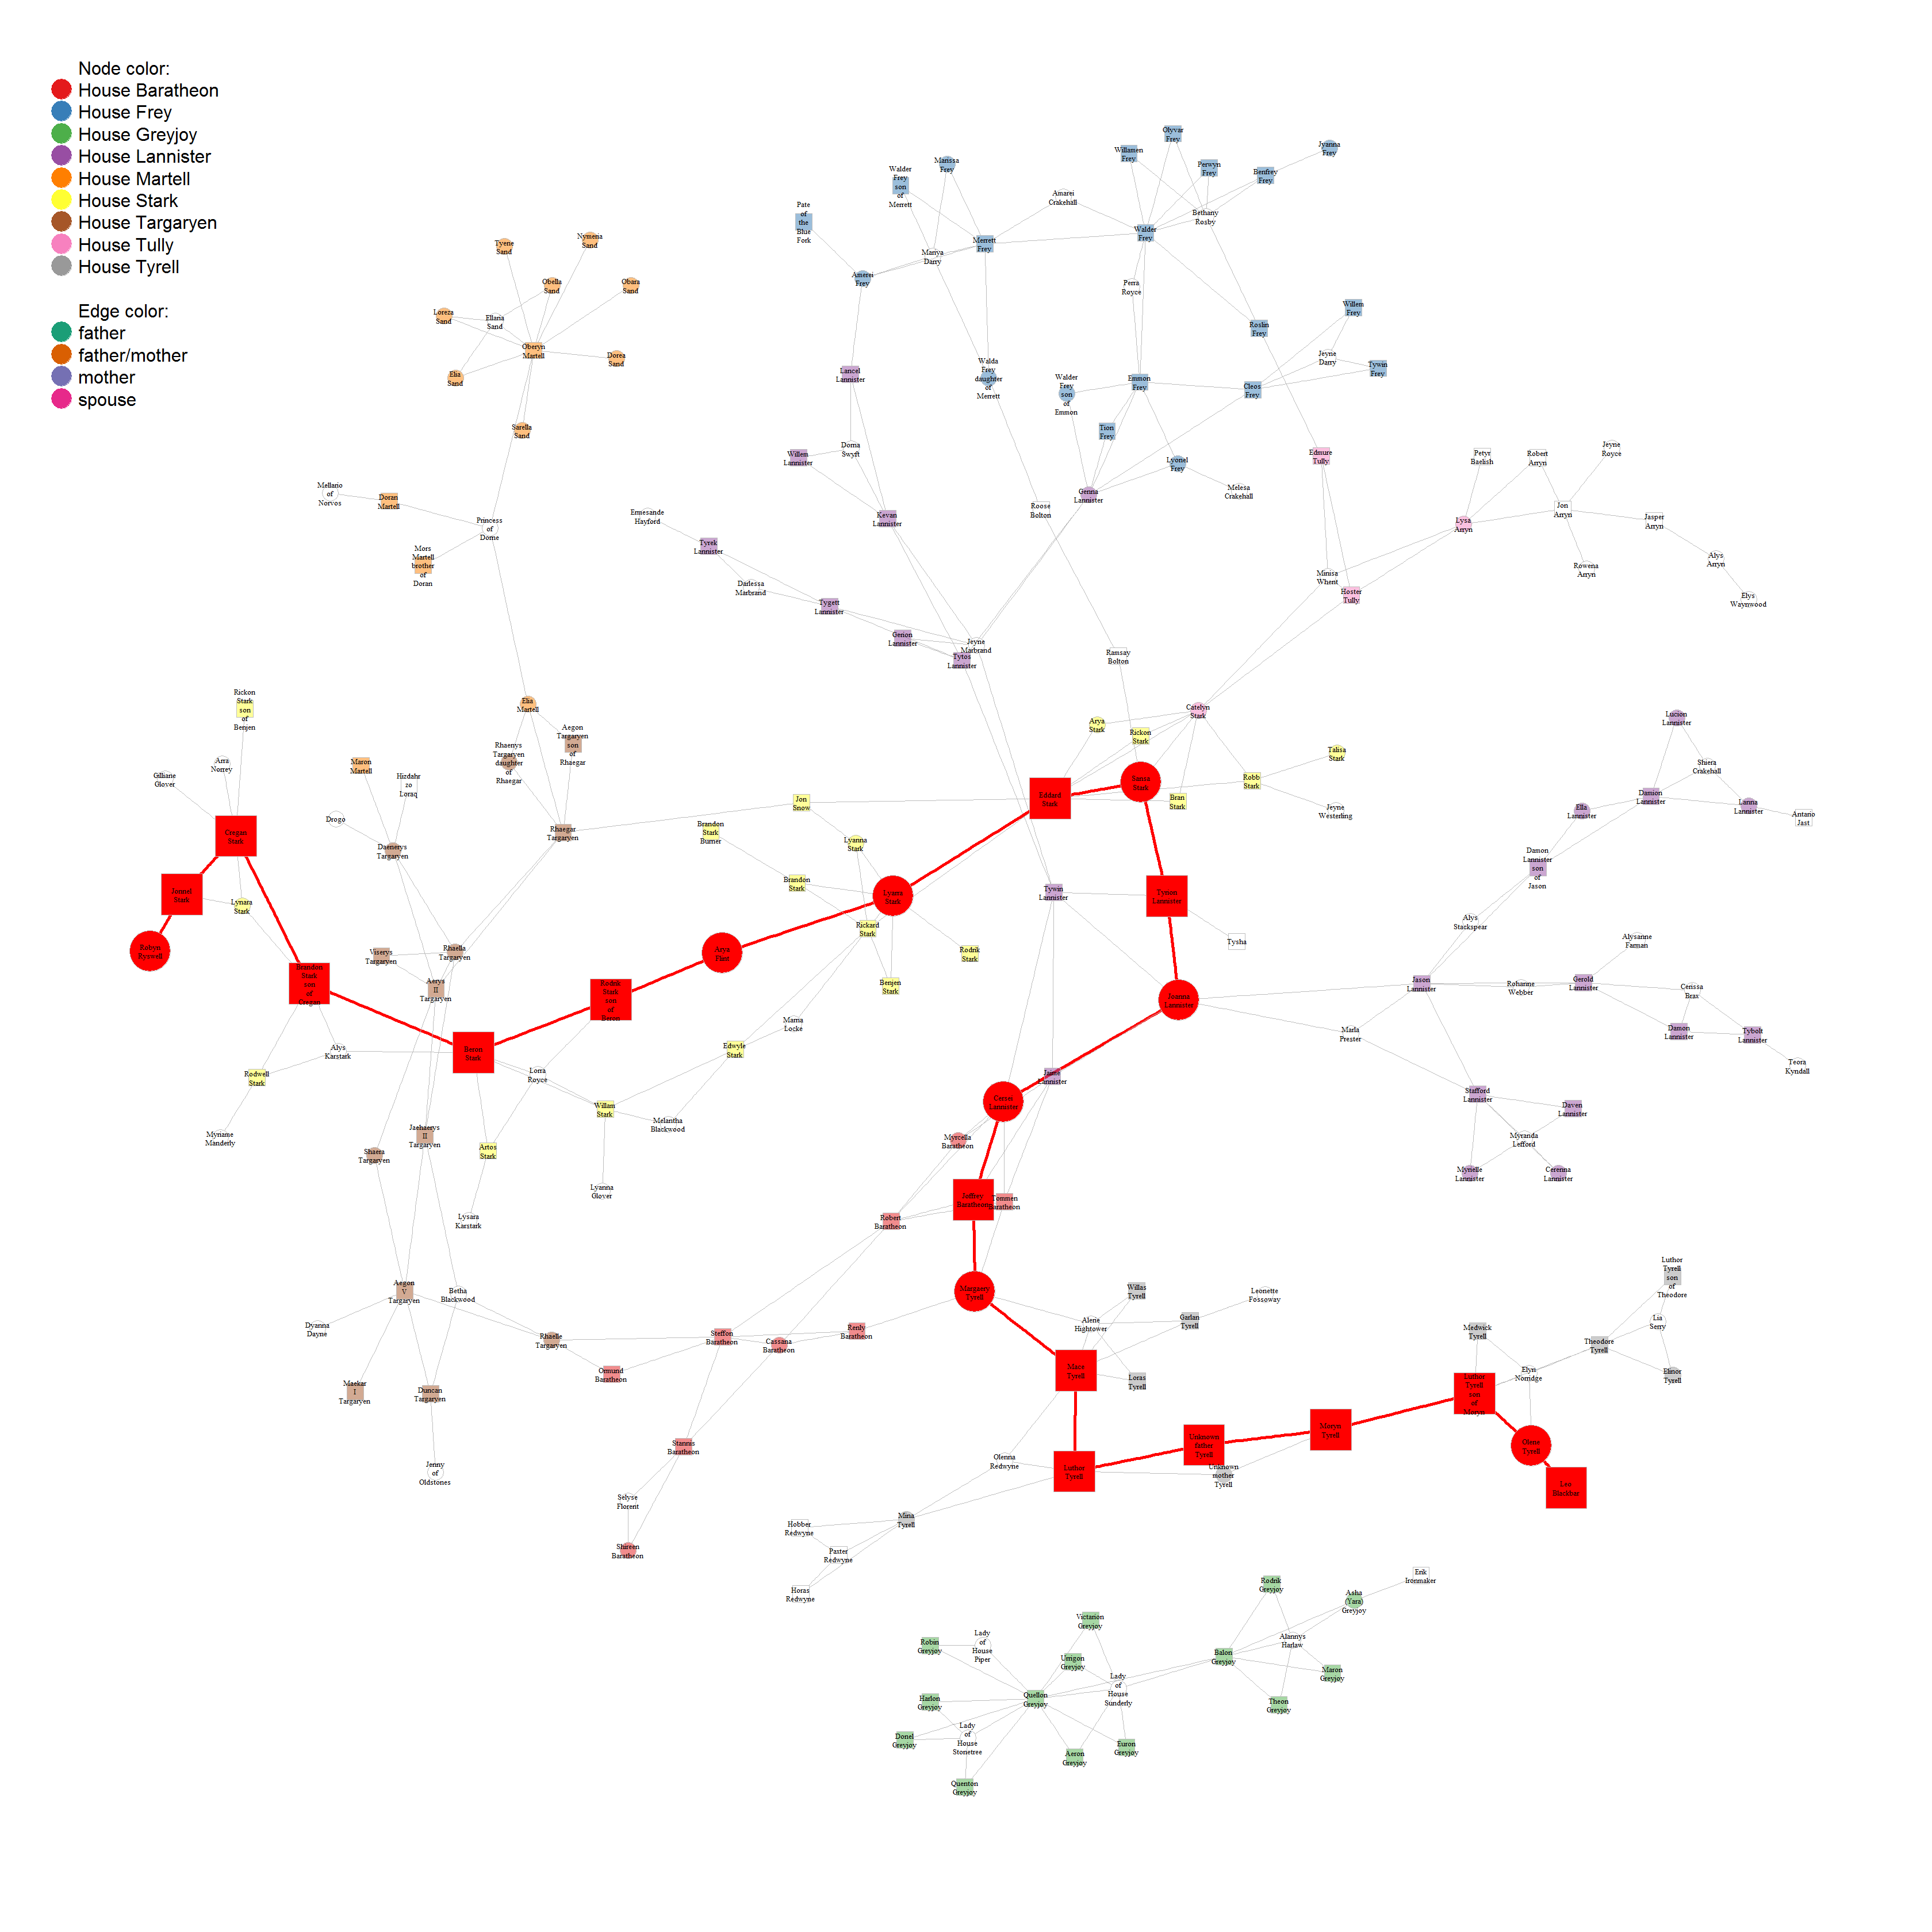 Node color:
House Baratheon
House Frey
House Greyjoy
House Lannister
House Martell
House Stark
House Targaryen
House Tully
House Tyrell
Edge color:
father
father/mother
mother
spouse
Olyvar
Frey
Willamen
Frey
Perwyn
Frey
Benfrey
Frey
Jyanna
Frey
Marissa
Frey
Walder
Frey
son
of
Merrett
Amarei
Crakehall
Bethany
Rosby
Pate
of
the
Blue
Fork
Walder
Frey
Merrett
Frey
Mariya
Darry
Amerei
Frey
Perra
Royce
Tyene
Sand
Nymeria
Sand
Obella
Sand
Obara
Sand
Loreza
Sand
Ellaria
Sand
Oberyn
Martell
Dorea
Sand
Elia
Sand
Sarella
Sand
Willem
Frey
Roslin
Frey
Jeyne
Darry
Tywin
Frey
Cleos
Frey
Lancel
Lannister
Walda
Frey
daughter
of
Merrett
Walder
Frey
son
of
Emmon
Emmon
Frey
Tion
Frey
Lyonel
Frey
Melesa
Crakehall
Genna
Lannister
Dorna
Swyft
Willem
Lannister
Kevan
Lannister
Roose
Bolton
Edmure
Tully
Petyr
Baelish
Robert
Arryn
Jeyne
Royce
Lysa
Arryn
Jon
Arryn
Jasper
Arryn
Alys
Arryn
Rowena
Arryn
Elys
Waynwood
Minisa
Whent
Hoster
Tully
Mellario
of
Norvos
Doran
Martell
Princess
of
Dorne
Mors
Martell
brother
of
Doran
Ermesande
Hayford
Tyrek
Lannister
Darlessa
Marbrand
Tygett
Lannister
Gerion
Lannister
Jeyne
Marbrand
Tytos
Lannister
Ramsay
Bolton
Catelyn
Stark
Arya
Stark
Rickon
Stark
Sansa
Stark
Eddard
Stark
Bran
Stark
Robb
Stark
Talisa
Stark
Jeyne
Westerling
Rickon
Stark
son
of
Benjen
Arra
Norrey
Gilliane
Glover
Cregan
Stark
Jonnel
Stark
Lynara
Stark
Robyn
Ryswell
Brandon
Stark
son
of
Cregan
Elia
Martell
Aegon
Targaryen
son
of
Rhaegar
Rhaenys
Targaryen
daughter
of
Rhaegar
Maron
Martell
Hizdahr
zo
Loraq
Drogo
Daenerys
Targaryen
Rhaegar
Targaryen
Jon
Snow
Brandon
Stark
Burner
Lyanna
Stark
Brandon
Stark
Lyarra
Stark
Rickard
Stark
Rodrik
Stark
Benjen
Stark
Arya
Flint
Rodrik
Stark
son
of
Beron
Viserys
Targaryen
Rhaella
Targaryen
Aerys
II
Targaryen
Beron
Stark
Alys
Karstark
Rodwell
Stark
Myriame
Manderly
Lorra
Royce
Marna
Locke
Edwyle
Stark
Willam
Stark
Melantha
Blackwood
Artos
Stark
Lyanna
Glover
Lysara
Karstark
Jaehaerys
II
Targaryen
Shaera
Targaryen
Tywin
Lannister
Tyrion
Lannister
Tysha
Joanna
Lannister
Jaime
Lannister
Cersei
Lannister
Myrcella
Baratheon
Joffrey
Baratheon
Tommen
Baratheon
Robert
Baratheon
Lucion
Lannister
Shiera
Crakehall
Damion
Lannister
Lanna
Lannister
Antario
Jast
Ella
Lannister
Damon
Lannister
son
of
Jason
Alys
Stackspear
Alysanne
Farman
Jason
Lannister
Rohanne
Webber
Gerold
Lannister
Cerissa
Brax
Marla
Prester
Damon
Lannister
Tybolt
Lannister
Teora
Kyndall
Stafford
Lannister
Daven
Lannister
Myranda
Lefford
Myrielle
Lannister
Cerenna
Lannister
Aegon
V
Targaryen
Betha
Blackwood
Dyanna
Dayne
Rhaelle
Targaryen
Maekar
I
Targaryen
Duncan
Targaryen
Ormund
Baratheon
Jenny
of
Oldstones
Steffon
Baratheon
Cassana
Baratheon
Renly
Baratheon
Stannis
Baratheon
Selyse
Florent
Shireen
Baratheon
Margaery
Tyrell
Willas
Tyrell
Leonette
Fossoway
Alerie
Hightower
Garlan
Tyrell
Mace
Tyrell
Loras
Tyrell
Luthor
Tyrell
son
of
Theodore
Lia
Serry
Medwick
Tyrell
Theodore
Tyrell
Elyn
Norridge
Elinor
Tyrell
Luthor
Tyrell
son
of
Moryn
Moryn
Tyrell
Unknown
father
Tyrell
Unknown
mother
Tyrell
Olene
Tyrell
Leo
Blackbar
Olenna
Redwyne
Luthor
Tyrell
Mina
Tyrell
Hobber
Redwyne
Paxter
Redwyne
Horas
Redwyne
Rodrik
Greyjoy
Asha
(Yara)
Greyjoy
Erik
Ironmaker
Victarion
Greyjoy
Robin
Greyjoy
Lady
of
House
Piper
Urrigon
Greyjoy
Balon
Greyjoy
Alannys
Harlaw
Maron
Greyjoy
Lady
of
House
Sunderly
Harlon
Greyjoy
Quellon
Greyjoy
Theon
Greyjoy
Donel
Greyjoy
Lady
of
House
Stonetree
Aeron
Greyjoy
Euron
Greyjoy
Quenton
Greyjoy